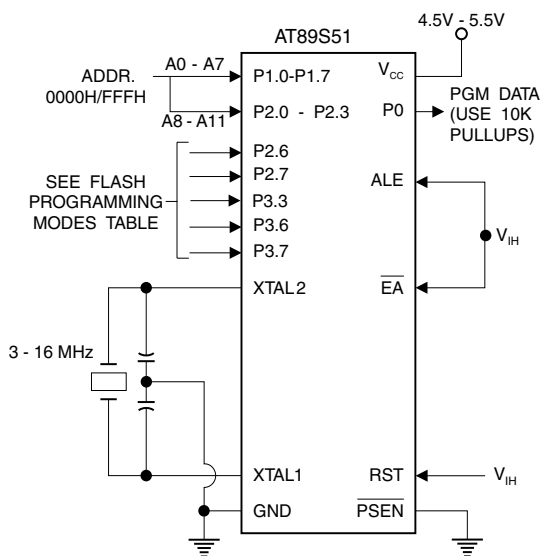 4.5V - 5.5V
AT89S51
A0 - A7
ADDR.
0000H/FFFH
A8 - A11
P1.0-P1.7
P2.0 - P2.3
P2.6
P2.7
P3.3
P3.6
P3.7
SEE FLASH
PROGRAMMING
MODES TABLE
XTAL2
3 - 16 MHz
XTAL1
GND
VCC
P0
PGM DATA
(USE 10K
PULLUPS)
ALE
VIH
EA
RST
VIH
PSEN